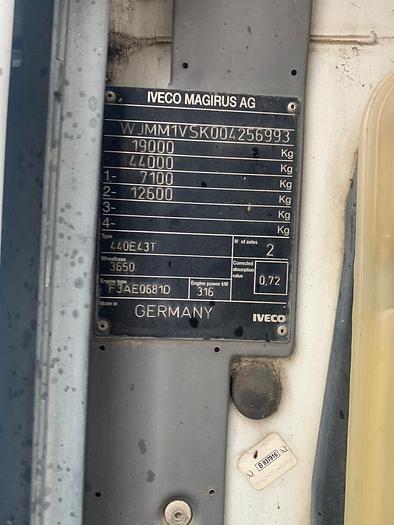 IVECO MAGIRUS AG
WJMM1VSK004256993
19000 Kg
44000 Kg
1- 7100 Kg
2- 12600 Kg
3- Kg
4- Kg
Type
440E43T
N° of axles
2
Wheelbase
3650
Corrected absorption value
0,72
Engine type
F3AE0681D
Engine power kW
316
Made in
GERMANY
IVECO